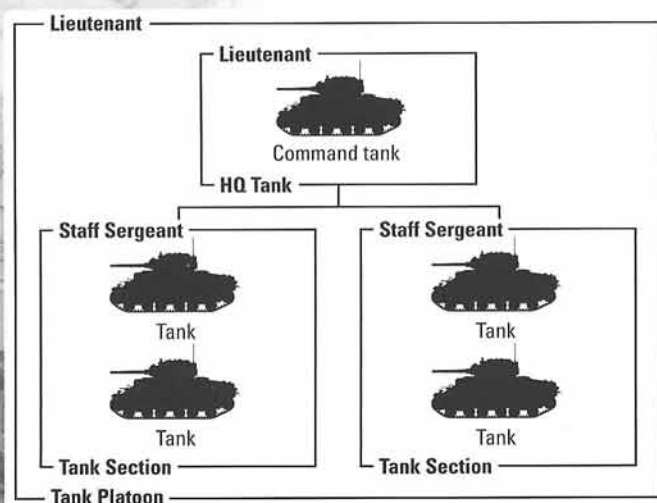 Lieutenant
Lieutenant
Command tank
HQ Tank
Staff Sergeant
Staff Sergeant
Tank
Tank
Tank
Tank
Tank Section
Tank Section
Tank Platoon